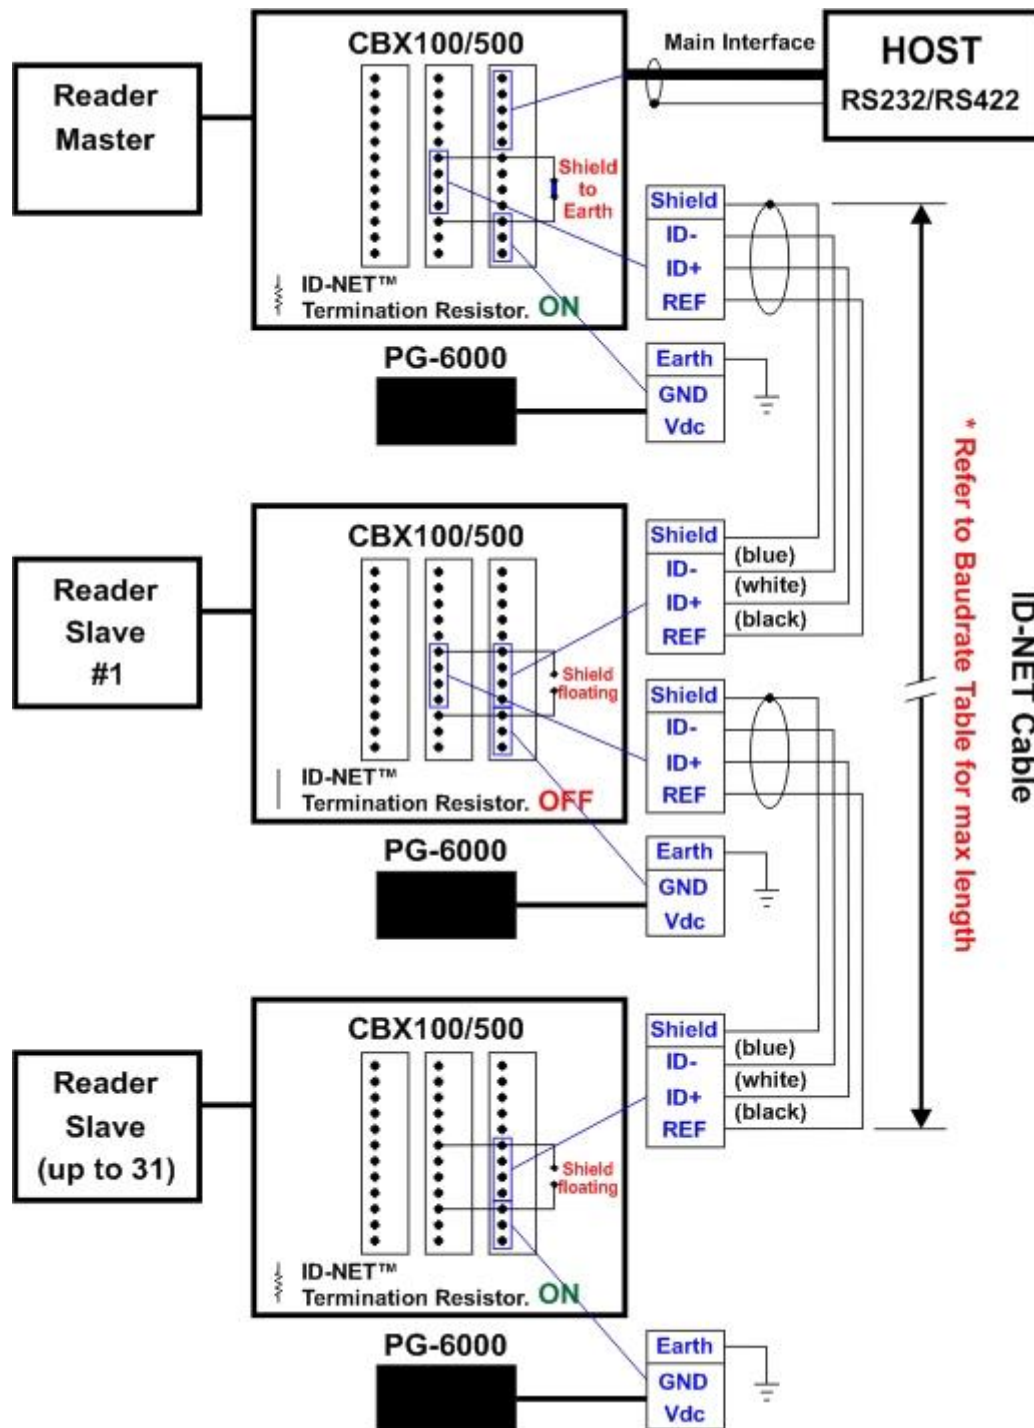 CBX100/500
Main Interface
HOST
RS232/RS422
Reader
Master
Shield
to
Earth
ID-NET™
Termination Resistor. ON
Shield
ID-
ID+
REF
PG-6000
Earth
GND
Vdc
* Refer to Baudrate Table for max length
ID-NET Cable
CBX100/500
Reader
Slave
#1
Shield
floating
ID-NET™
Termination Resistor. OFF
Shield
ID-
(blue)
ID+
(white)
REF
(black)
Shield
ID-
ID+
REF
PG-6000
Earth
GND
Vdc
CBX100/500
Reader
Slave
(up to 31)
Shield
floating
ID-NET™
Termination Resistor. ON
Shield
ID-
(blue)
ID+
(white)
REF
(black)
PG-6000
Earth
GND
Vdc